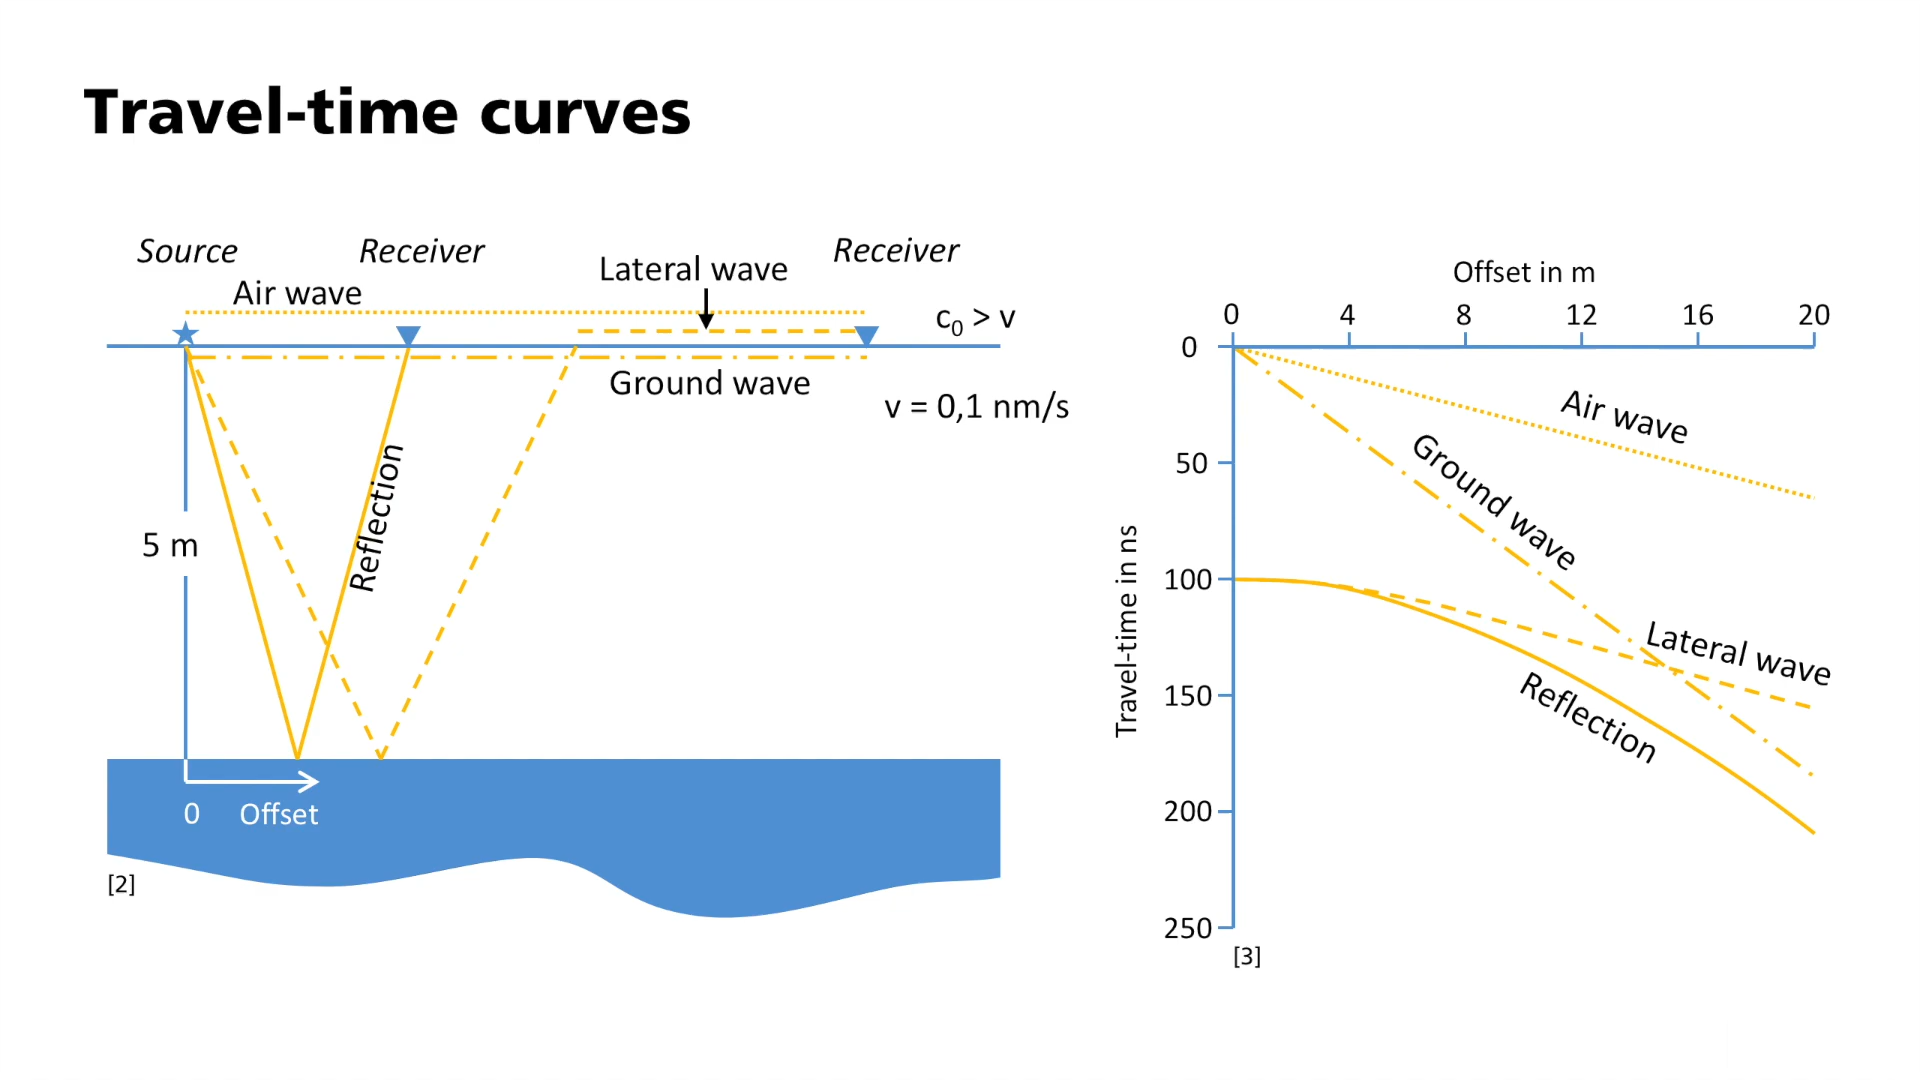 Travel-time curves
Source
Receiver
Receiver
Lateral wave
Air wave
c0 > v
Ground wave
v = 0,1 nm/s
Reflection
5 m
0
Offset
[2]
Offset in m
0 4 8 12 16 20
0
50
100
150
200
250
Travel-time in ns
Air wave
Ground wave
Lateral wave
Reflection
[3]